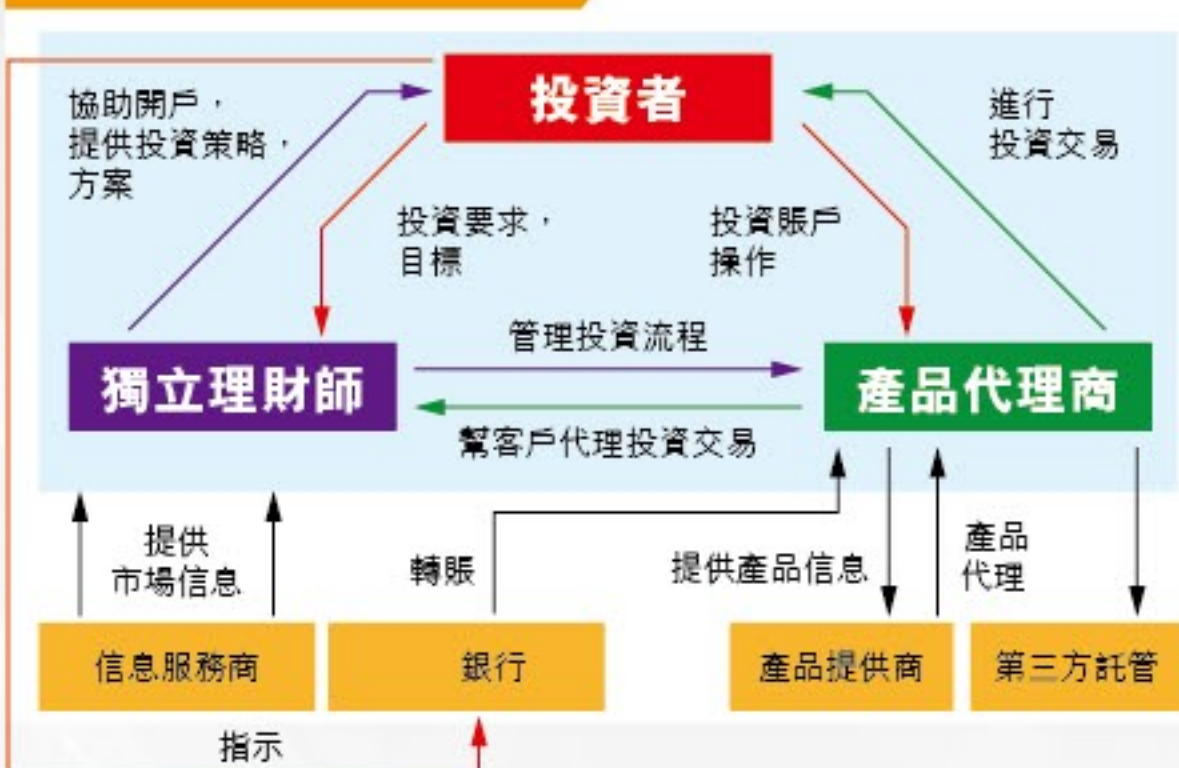 投資者
協助開戶，
提供投資策略，
方案
進行
投資交易
投資要求，
目標
投資賬戶
操作
管理投資流程
獨立理財師
產品代理商
幫客戶代理投資交易
提供
市場信息
轉賬
提供產品信息
產品
代理
信息服務商
銀行
產品提供商
第三方託管
指示